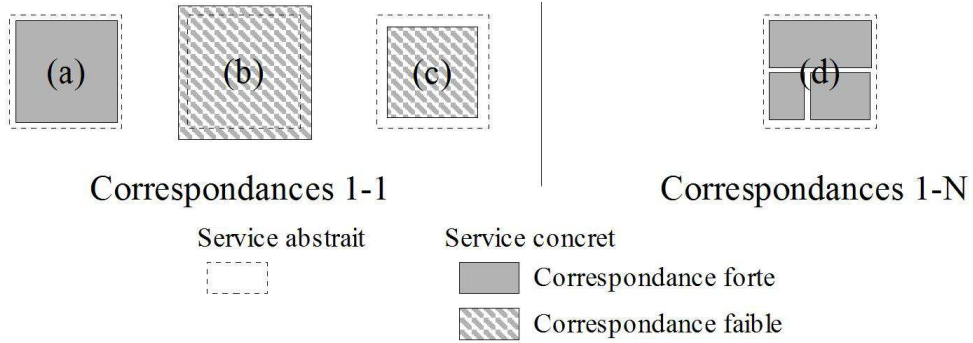 (a) (b) (c) (d)
Correspondances 1-1 Correspondances 1-N
Service abstrait Service concret
Correspondance forte
Correspondance faible